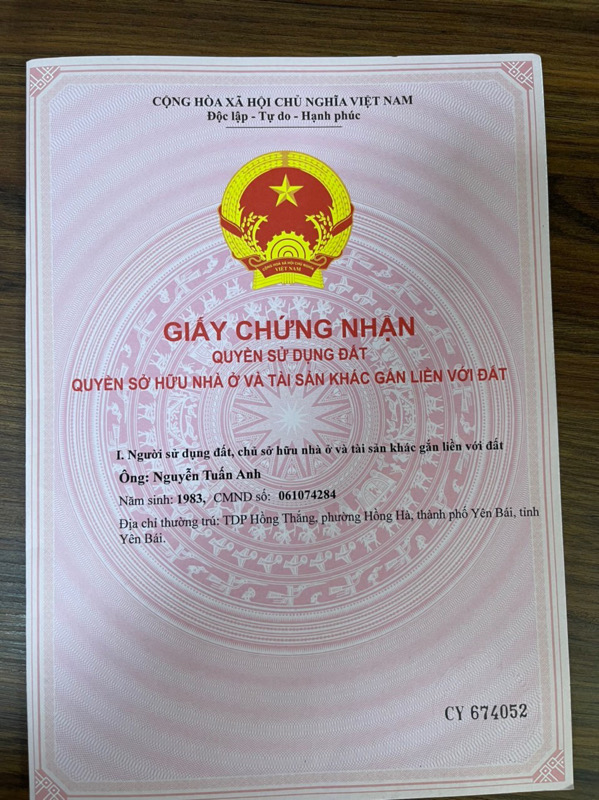 CỘNG HÒA XÃ HỘI CHỦ NGHĨA VIỆT NAM
Độc lập - Tự do - Hạnh phúc
CỘNG HÒA XÃ HỘI CHỦ NGHĨA
VIỆT NAM
GIẤY CHỨNG NHẬN
QUYỀN SỬ DỤNG ĐẤT
QUYỀN SỞ HỮU NHÀ Ở VÀ TÀI SẢN KHÁC GẮN LIỀN VỚI ĐẤT
I. Người sử dụng đất, chủ sở hữu nhà ở và tài sản khác gắn liền với đất
Ông: Nguyễn Tuấn Anh
Năm sinh: 1983, CMND số: 061074284
Địa chỉ thường trú: TDP Hồng Thắng, phường Hồng Hà, thành phố Yên Bái, tỉnh
Yên Bái.
CY 674052